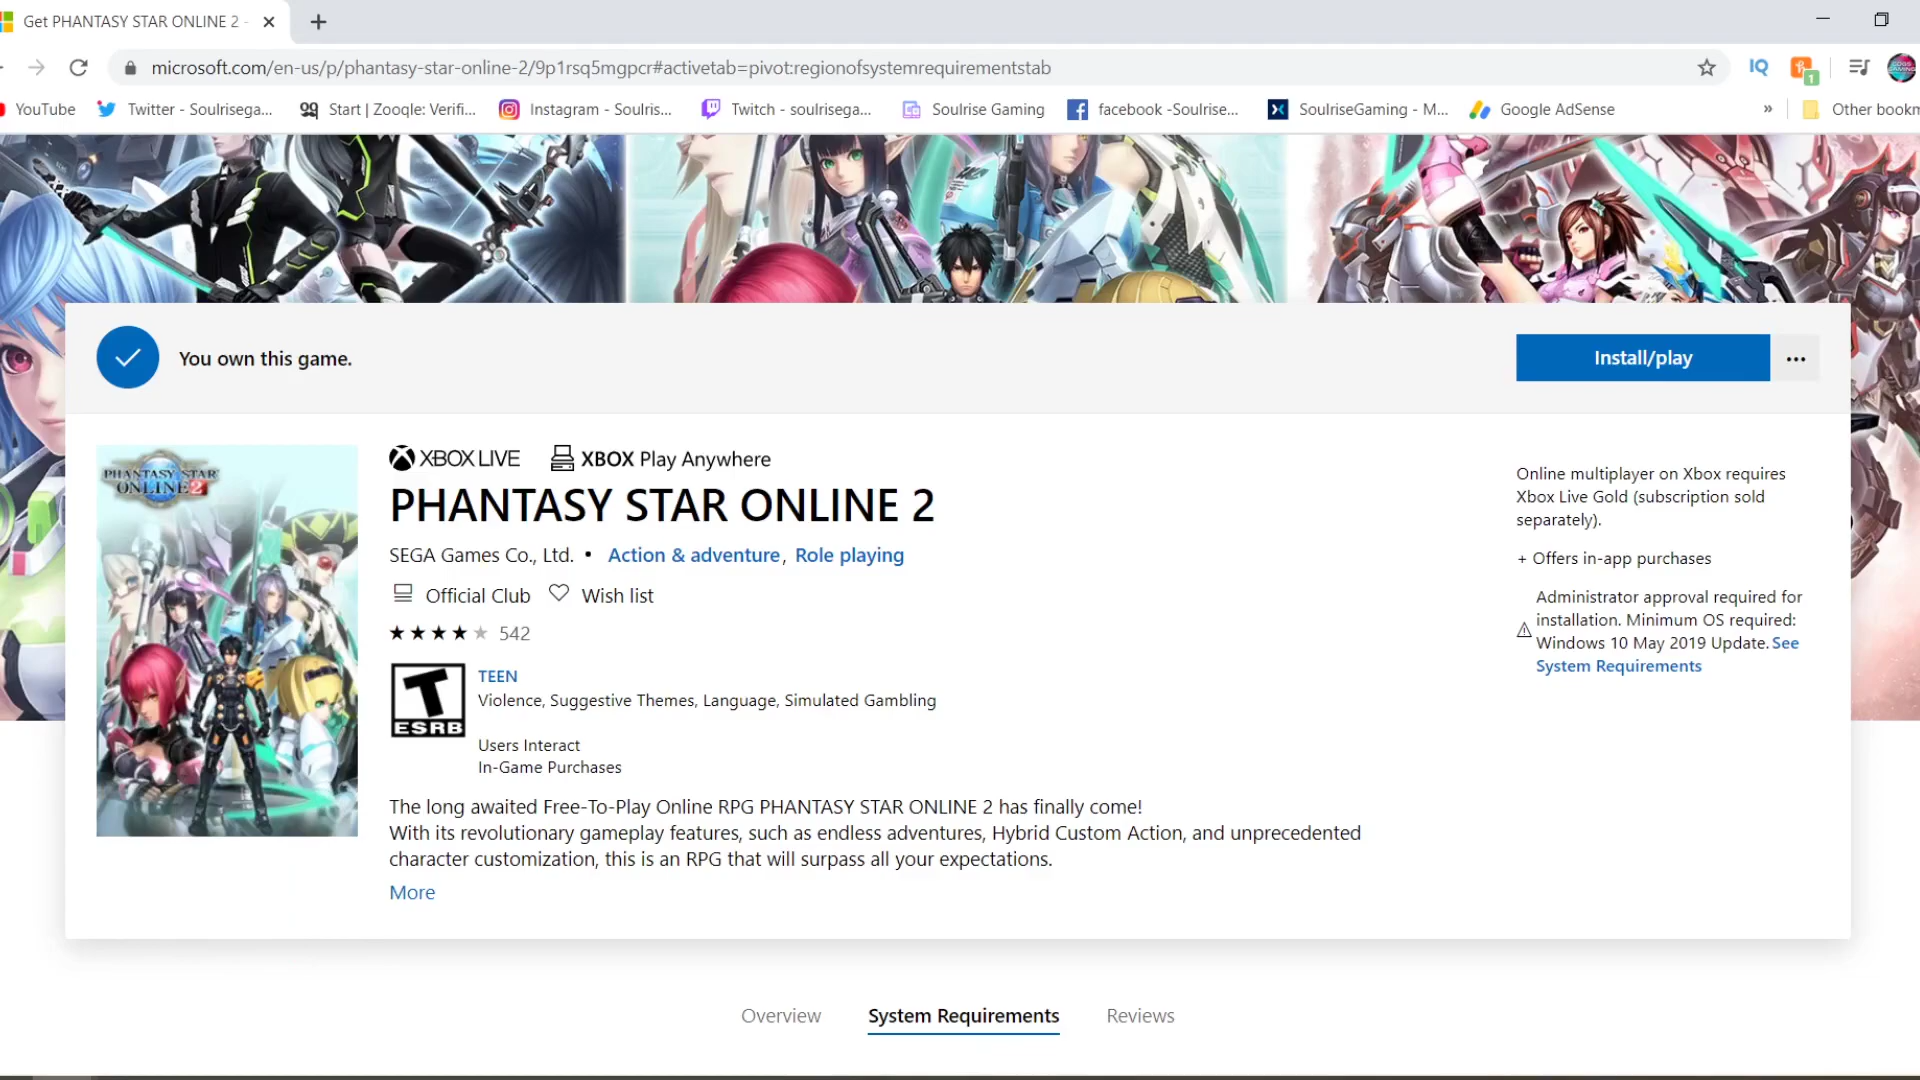 Get PHANTASY STAR ONLINE 2 -
microsoft.com/en-us/p/phantasy-star-online-2/9p1rsq5mgpcr#activetab=pivot:regionofsystemrequirementstab
IQ
1
YouTube
Twitter - Soulrisega...
Start | Zooqle: Verifi...
Instagram - Soulris...
Twitch - soulrisega...
Soulrise Gaming
facebook -Soulrise...
SoulriseGaming - M...
Google AdSense
»
Other bookm
You own this game.
Install/play
PHANTASY STAR
ONLINE 2
XBOX LIVE
XBOX Play Anywhere
PHANTASY STAR ONLINE 2
SEGA Games Co., Ltd. • Action & adventure, Role playing
Official Club
Wish list
542
T
ESRB
TEEN
Violence, Suggestive Themes, Language, Simulated Gambling
Users Interact
In-Game Purchases
The long awaited Free-To-Play Online RPG PHANTASY STAR ONLINE 2 has finally come!
With its revolutionary gameplay features, such as endless adventures, Hybrid Custom Action, and unprecedented
character customization, this is an RPG that will surpass all your expectations.
More
Online multiplayer on Xbox requires
Xbox Live Gold (subscription sold
separately).
+ Offers in-app purchases
Administrator approval required for
installation. Minimum OS required:
Windows 10 May 2019 Update. See
System Requirements
Overview
System Requirements
Reviews